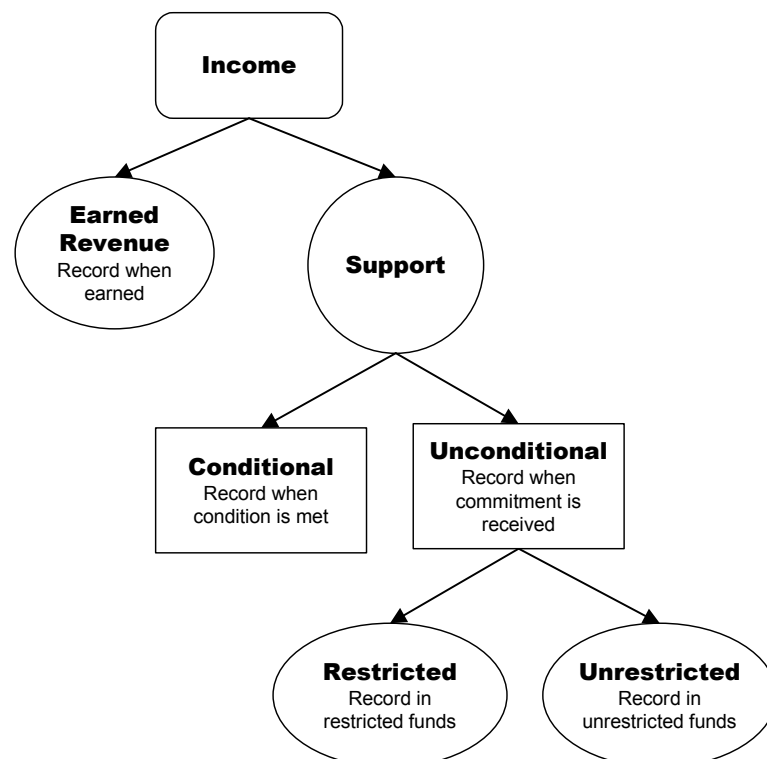 Income
Earned
Revenue
Record when
earned
Support
Conditional
Record when
condition is met
Unconditional
Record when
commitment is
received
Restricted
Record in
restricted funds
Unrestricted
Record in
unrestricted funds